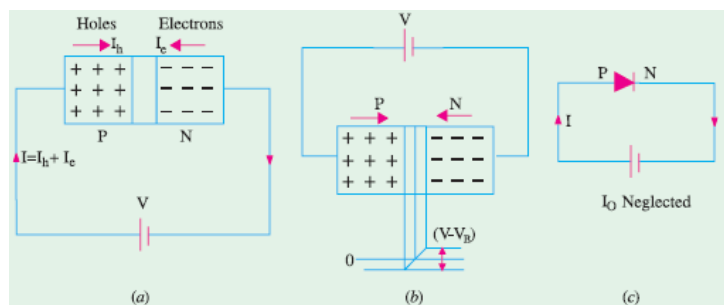 Holes Electrons
I_h I_e
+ + + − − −
+ + + − − −
+ + + − − −
P N
I=I_h+ I_e
V
(a)
V
P N
+ + + − − −
+ + + − − −
+ + + − − −
(V-V_B)
0
(b)
P N
I
I_O Neglected
(c)